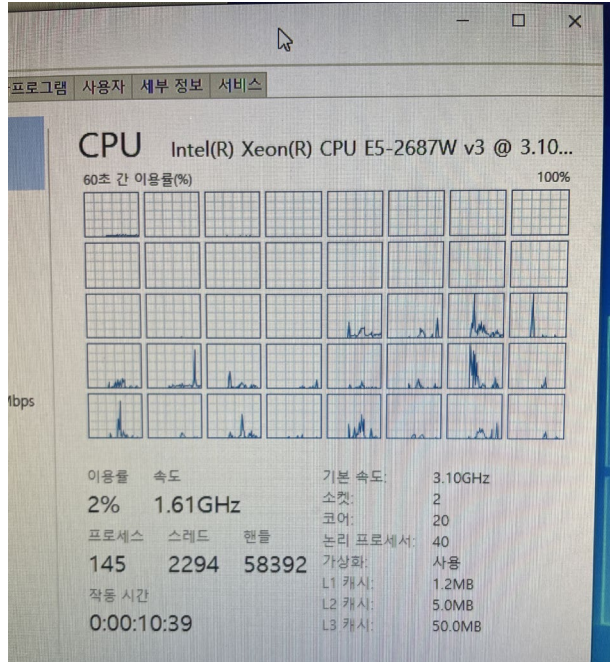 프로그램 사용자 세부 정보 서비스
CPU Intel(R) Xeon(R) CPU E5-2687W v3 @ 3.10...
60초 간 이용률(%) 100%
Mbps
이용률 속도
2% 1.61GHz
프로세스 스레드 핸들
145 2294 58392
작동 시간
0:00:10:39
기본 속도: 3.10GHz
소켓: 2
코어: 20
논리 프로세서: 40
가상화: 사용
L1 캐시: 1.2MB
L2 캐시: 5.0MB
L3 캐시: 50.0MB